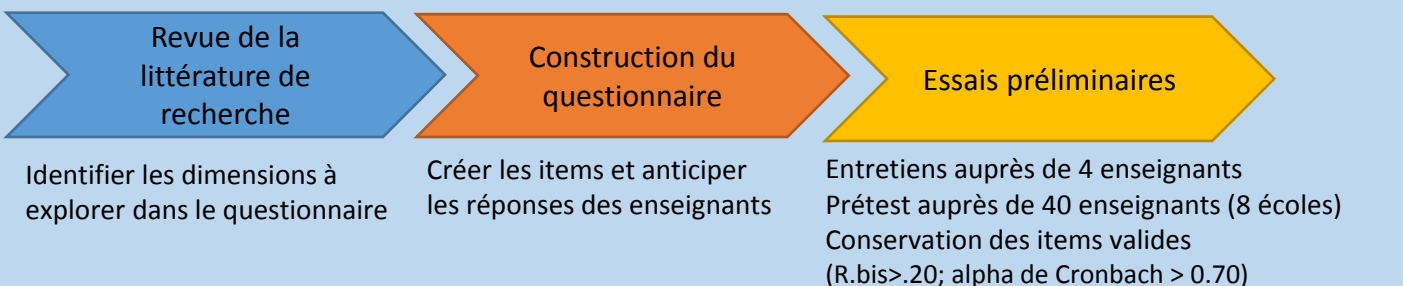 Revue de la
littérature de
recherche
Identifier les dimensions à
explorer dans le questionnaire
Construction du
questionnaire
Créer les items et anticiper
les réponses des enseignants
Essais préliminaires
Entretiens auprès de 4 enseignants
Prétest auprès de 40 enseignants (8 écoles)
Conservation des items valides
(R.bis>.20; alpha de Cronbach > 0.70)